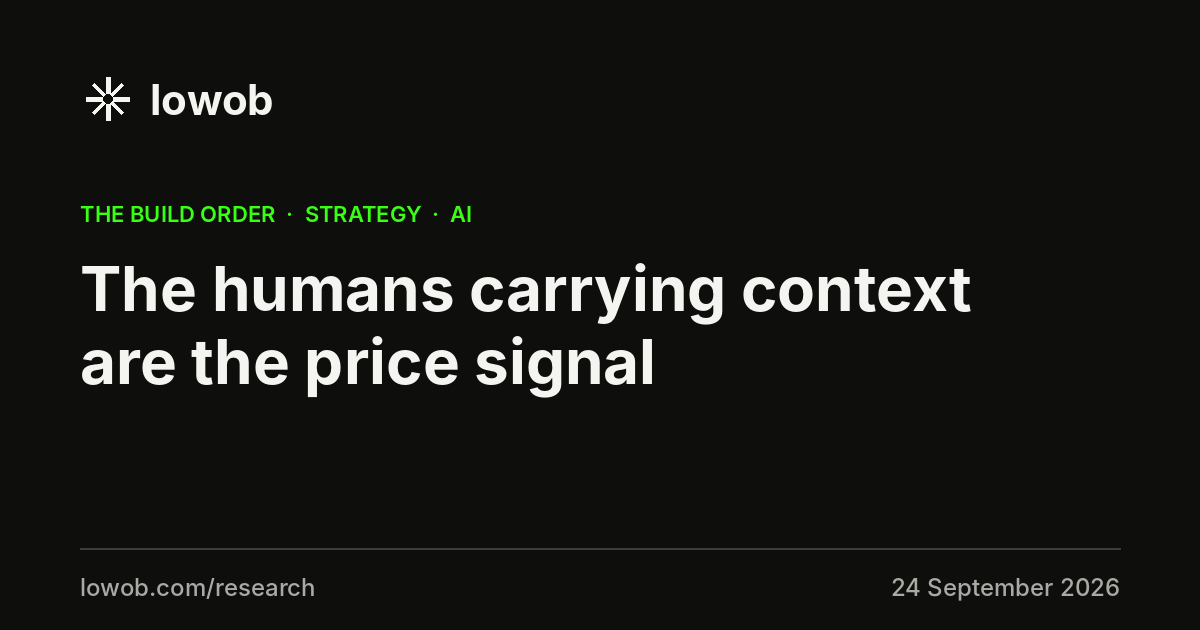 lowob
THE BUILD ORDER · STRATEGY · AI
The humans carrying context
are the price signal
lowob.com/research
24 September 2026